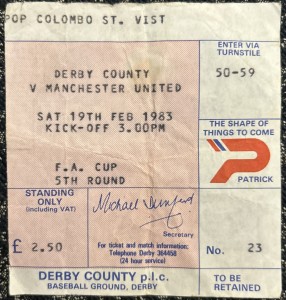 POP COLOMBO ST. VIST
ENTER VIA
TURNSTILE
50-59
DERBY COUNTY
V MANCHESTER UNITED
SAT 19TH FEB 1983
KICK-OFF 3.00PM
THE SHAPE OF
THINGS TO COME
PATRICK
F.A. CUP
5TH ROUND
STANDING
ONLY
(including VAT)
Michael Dunford
Secretary
£ 2.50
For ticket and match information:
Telephone Derby 364458
(24 hour service)
No. 23
DERBY COUNTY p.l.c.
BASEBALL GROUND, DERBY
TO BE
RETAINED